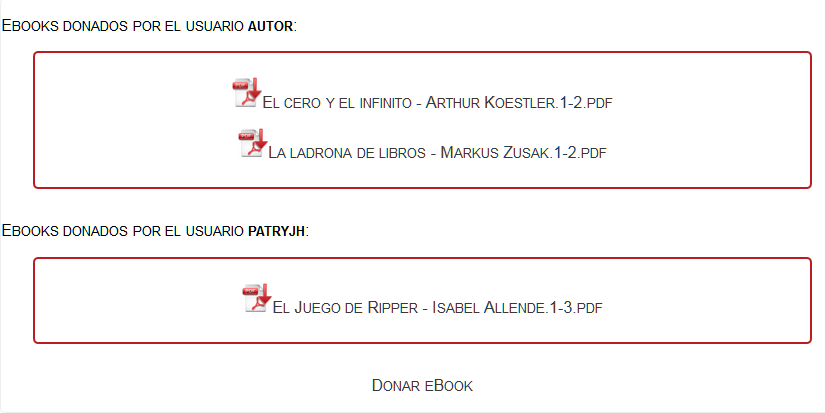 Ebooks donados por el usuario autor:
El cero y el infinito - Arthur Koestler.1-2.pdf
La ladrona de libros - Markus Zusak.1-2.pdf
Ebooks donados por el usuario patryjh:
El Juego de Ripper - Isabel Allende.1-3.pdf
Donar eBook